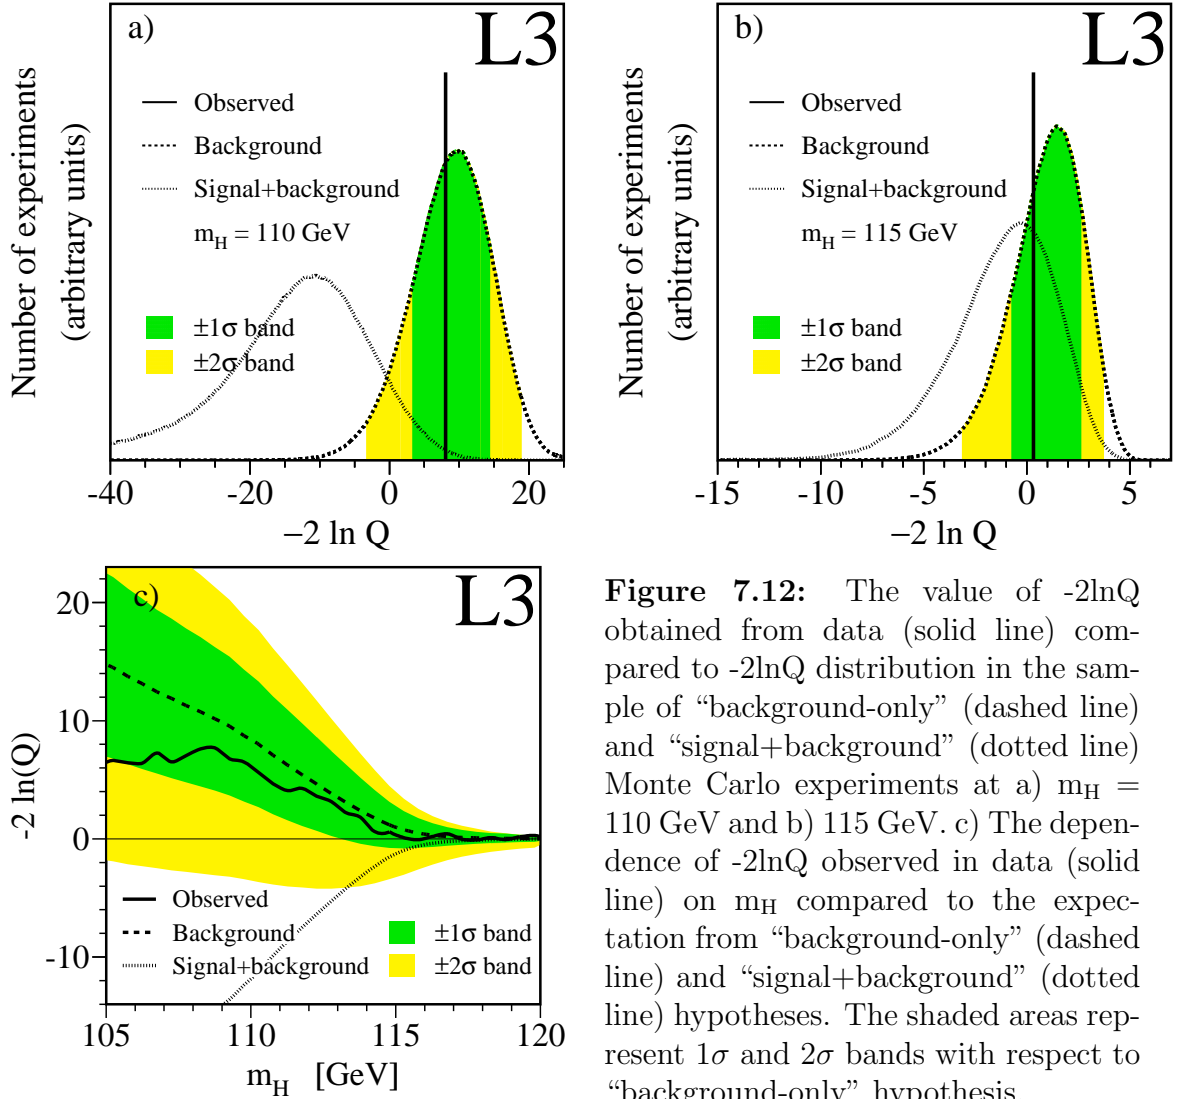 a)
L3
Observed
Background
Signal+background
m_H = 110 GeV
±1σ band
±2σ band
Number of experiments
(arbitrary units)
-40
-20
0
20
−2 ln Q
b)
L3
Observed
Background
Signal+background
m_H = 115 GeV
±1σ band
±2σ band
Number of experiments
(arbitrary units)
-15
-10
-5
0
5
−2 ln Q
c)
L3
20
10
0
-10
-2 ln(Q)
Observed
Background
Signal+background
±1σ band
±2σ band
105
110
115
120
m_H [GeV]
Figure 7.12: The value of -2lnQ
obtained from data (solid line) com-
pared to -2lnQ distribution in the sam-
ple of “background-only” (dashed line)
and “signal+background” (dotted line)
Monte Carlo experiments at a) m_H =
110 GeV and b) 115 GeV. c) The depen-
dence of -2lnQ observed in data (solid
line) on m_H compared to the expec-
tation from “background-only” (dashed
line) and “signal+background” (dotted
line) hypotheses. The shaded areas rep-
resent 1σ and 2σ bands with respect to
“background-only” hypothesis